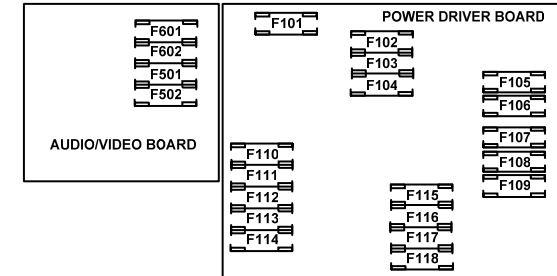 POWER DRIVER BOARD
F101
F601
F602
F501
F502
F102
F103
F104
F105
F106
F107
F108
F109
AUDIO/VIDEO BOARD
F110
F111
F112
F113
F114
F115
F116
F117
F118